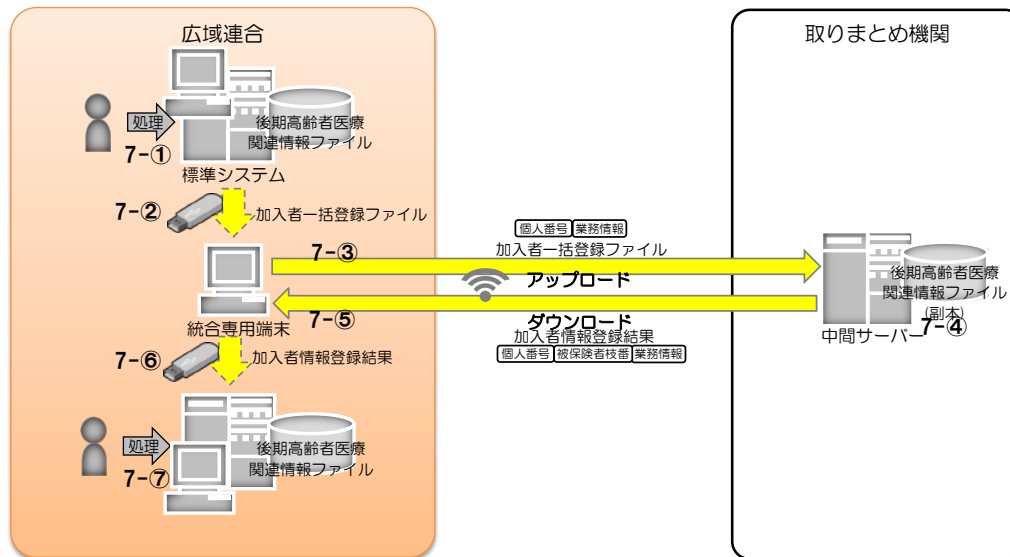 広域連合
取りまとめ機関
処理
7-①
後期高齢者医療
関連情報ファイル
標準システム
7-②
加入者一括登録ファイル
個人番号 業務情報
加入者一括登録ファイル
7-③
アップロード
7-⑤
ダウンロード
加入者情報登録結果
個人番号 被保険者枝番 業務情報
後期高齢者医療
関連情報ファイル
(副本)
7-④
中間サーバー
統合専用端末
7-⑥
加入者情報登録結果
処理
7-⑦
後期高齢者医療
関連情報ファイル